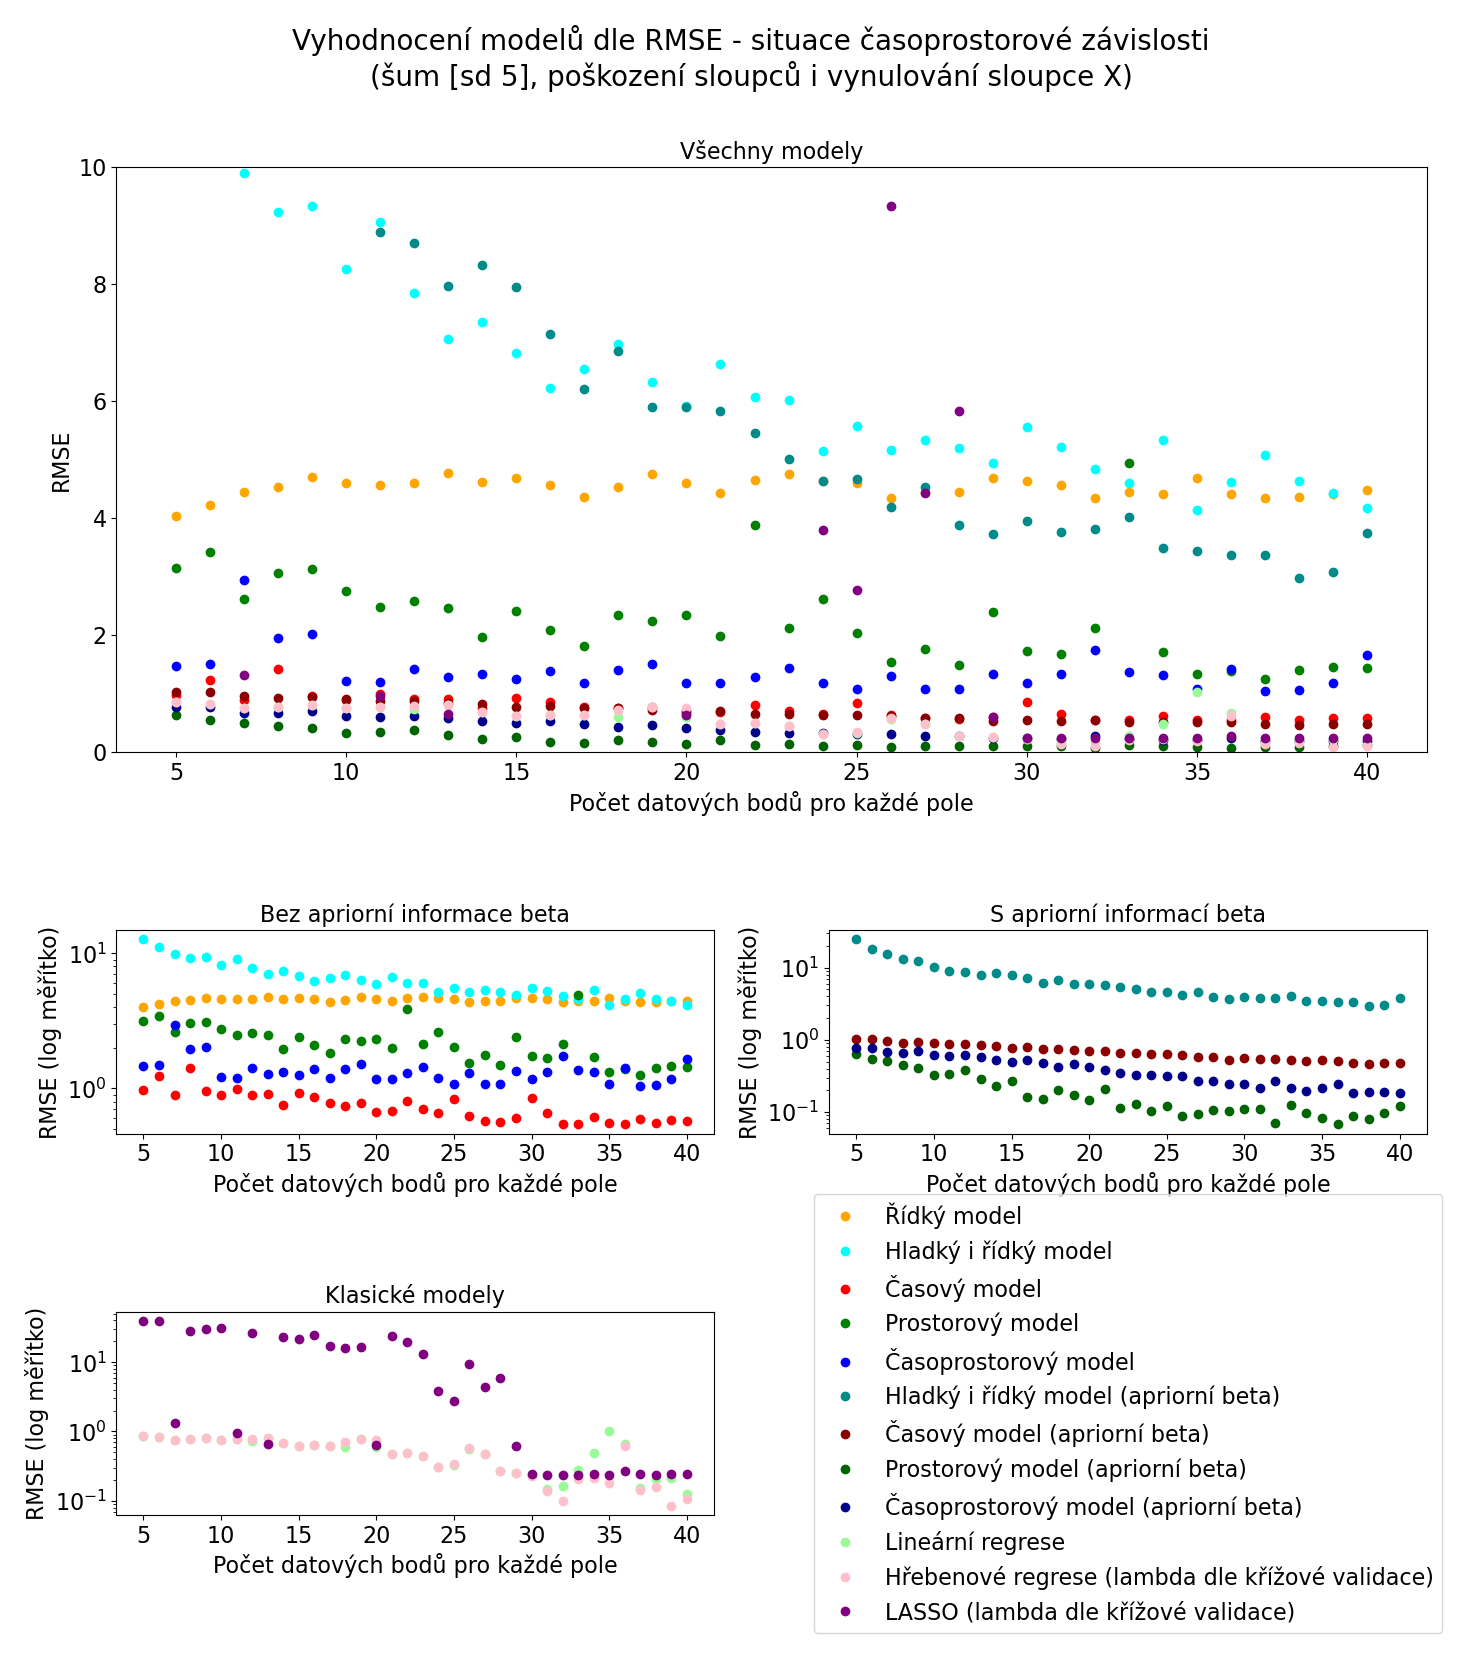 Vyhodnocení modelů dle RMSE - situace časoprostorové závislosti
(šum [sd 5], poškození sloupců i vynulování sloupce X)
Všechny modely
RMSE
10
8
6
4
2
0
5 10 15 20 25 30 35 40
Počet datových bodů pro každé pole
Bez apriorní informace beta
RMSE (log měřítko)
10^1
10^0
5 10 15 20 25 30 35 40
Počet datových bodů pro každé pole
S apriorní informací beta
RMSE (log měřítko)
10^1
10^0
10^−1
5 10 15 20 25 30 35 40
Počet datových bodů pro každé pole
Klasické modely
RMSE (log měřítko)
10^1
10^0
10^−1
5 10 15 20 25 30 35 40
Počet datových bodů pro každé pole
Řídký model
Hladký i řídký model
Časový model
Prostorový model
Časoprostorový model
Hladký i řídký model (apriorní beta)
Časový model (apriorní beta)
Prostorový model (apriorní beta)
Časoprostorový model (apriorní beta)
Lineární regrese
Hřebenové regrese (lambda dle křížové validace)
LASSO (lambda dle křížové validace)